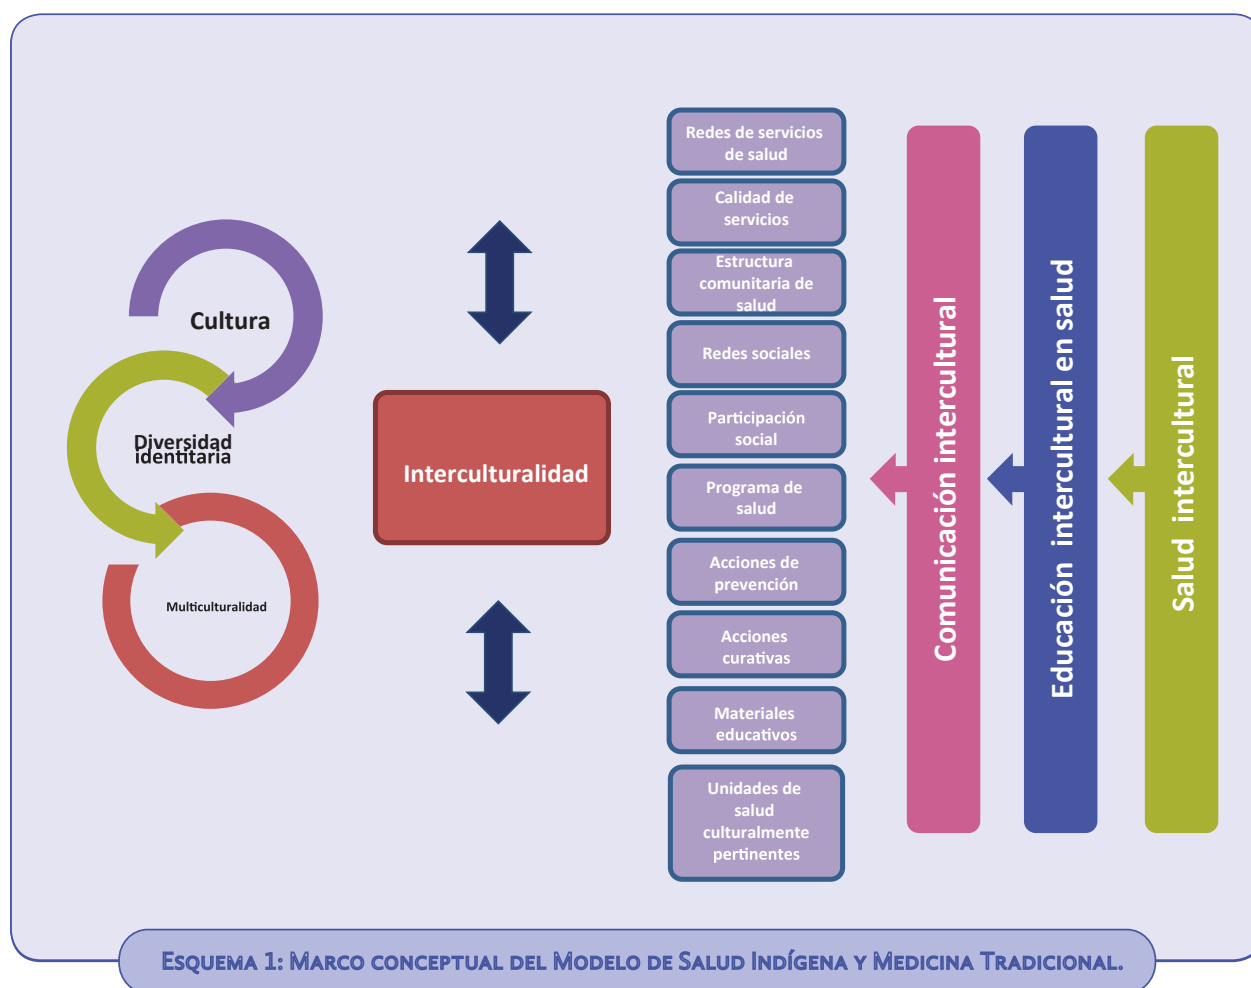 Cultura
Diversidad
identitaria
Multiculturalidad
Interculturalidad
Redes de servicios
de salud
Calidad de
servicios
Estructura
comunitaria de
salud
Redes sociales
Participación
social
Programa de
salud
Acciones de
prevención
Acciones
curativas
Materiales
educativos
Unidades de
salud
culturalmente
pertinentes
Comunicación intercultural
Educación intercultural en salud
Salud intercultural
Esquema 1: Marco conceptual del Modelo de Salud Indígena y Medicina Tradicional.